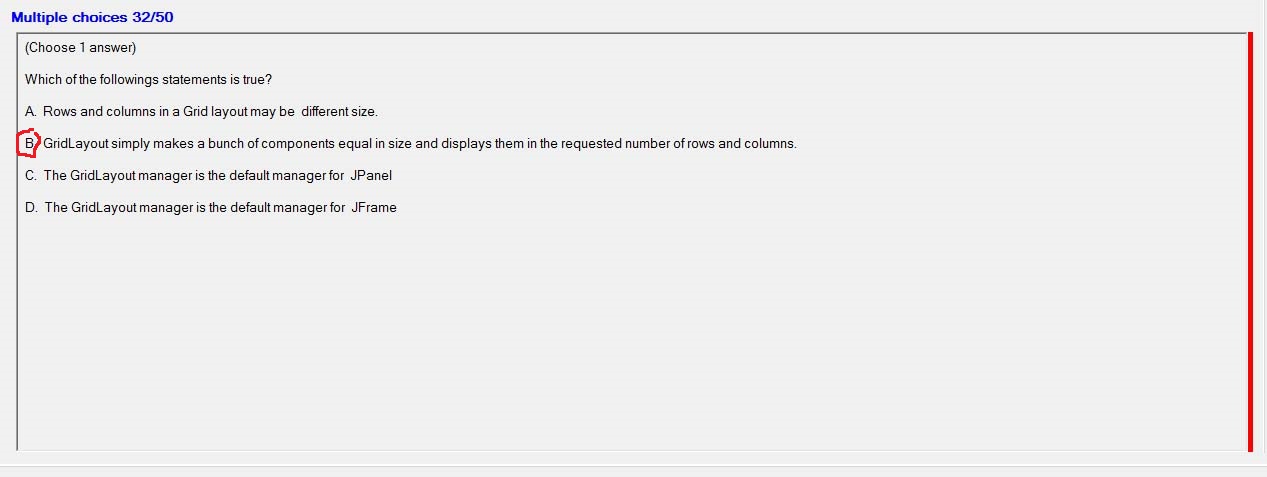 Multiple choices 32/50
(Choose 1 answer)
Which of the followings statements is true?
A. Rows and columns in a Grid layout may be different size.
B. GridLayout simply makes a bunch of components equal in size and displays them in the requested number of rows and columns.
C. The GridLayout manager is the default manager for JPanel
D. The GridLayout manager is the default manager for JFrame